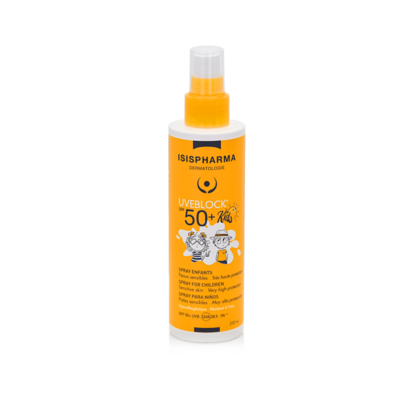 ISISPHARMA
DERMATOLOGIE
UVEBLOCK®
SPF 50+ Kids
SPRAY ENFANTS
Peaux sensibles Très haute protection
SPRAY FOR CHILDREN
Sensitive skin Very high protection
SPRAY PARA NIÑOS
Pieles sensibles Muy alta protección